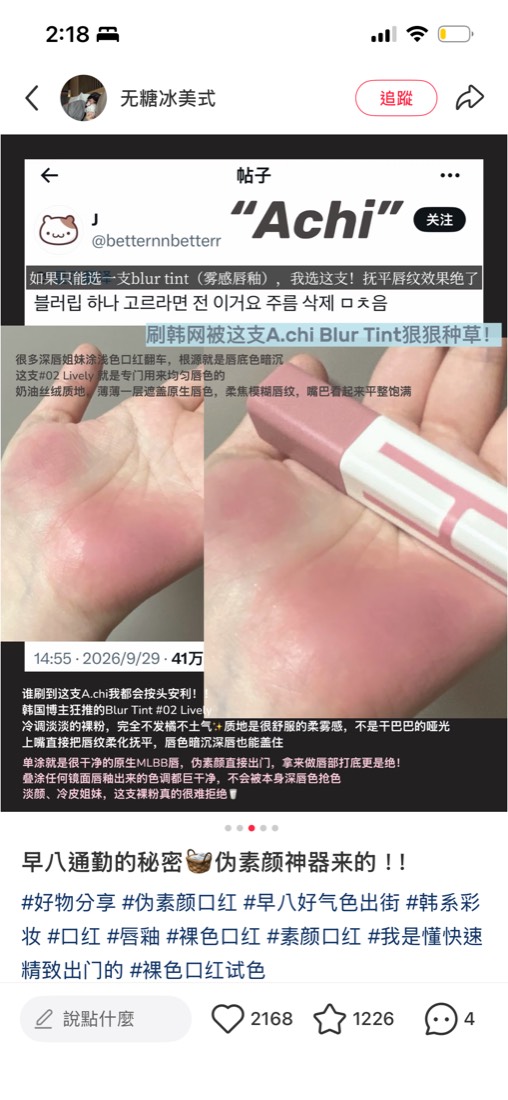 2:18
无糖冰美式
追蹤
帖子
J
@betternnbetterr
“Achi”
关注
如果只能选一支blur tint（雾感唇釉），我选这支！抚平唇纹效果绝了
블러립 하나 고르라면 전 이거요 주름 삭제 ㅁㅊ음
刷韩网被这支A.chi Blur Tint狠狠种草！
很多深唇姐妹涂浅色口红翻车，根源就是唇底色暗沉
这支#02 Lively 就是专门用来均匀唇色的
奶油丝绒质地，薄薄一层遮盖原生唇色，柔焦模糊唇纹，嘴巴看起来平整饱满
14:55 · 2026/9/29 · 41万
谁刷到这支A.chi我都会按头安利！！
韩国博主狂推的Blur Tint #02 Lively
冷调淡淡的裸粉，完全不发橘不土气✨质地是很舒服的柔雾感，不是干巴巴的哑光
上嘴直接把唇纹柔化抚平，唇色暗沉深唇也能盖住
单涂就是很干净的原生MLBB唇，伪素颜直接出门，拿来做唇部打底更是绝！
叠涂任何镜面唇釉出来的色调都巨干净，不会被本身深唇色抢色
淡颜、冷皮姐妹，这支裸粉真的很难拒绝🥛
早八通勤的秘密🧺伪素颜神器来的 ! !
#好物分享 #伪素颜口红 #早八好气色出街 #韩系彩
妆 #口红 #唇釉 #裸色口红 #素颜口红 #我是懂快速
精致出门的 #裸色口红试色
說點什麼
2168
1226
4